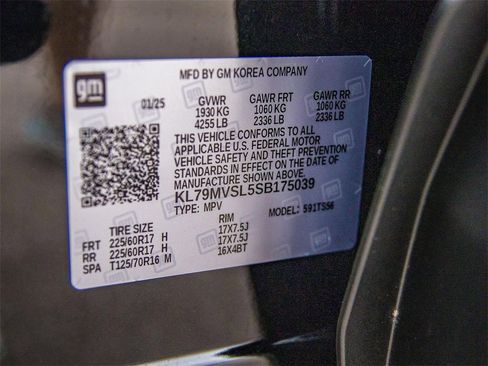 gm
MFD BY GM KOREA COMPANY
01/25 GVWR GAWR FRT GAWR RR
1930 KG 1060 KG 1060 KG
4255 LB 2336 LB 2336 LB
THIS VEHICLE CONFORMS TO ALL
APPLICABLE U.S. FEDERAL MOTOR
VEHICLE SAFETY AND THEFT PREVENTION
STANDARDS IN EFFECT ON THE DATE OF
MANUFACTURE SHOWN ABOVE.
KL79MVSL5SB175039
TYPE: MPV MODEL: 591TS56
TIRE SIZE RIM
FRT 225/60R17 H 17X7.5J
RR 225/60R17 H 17X7.5J
SPA T125/70R16 M 16X4BT